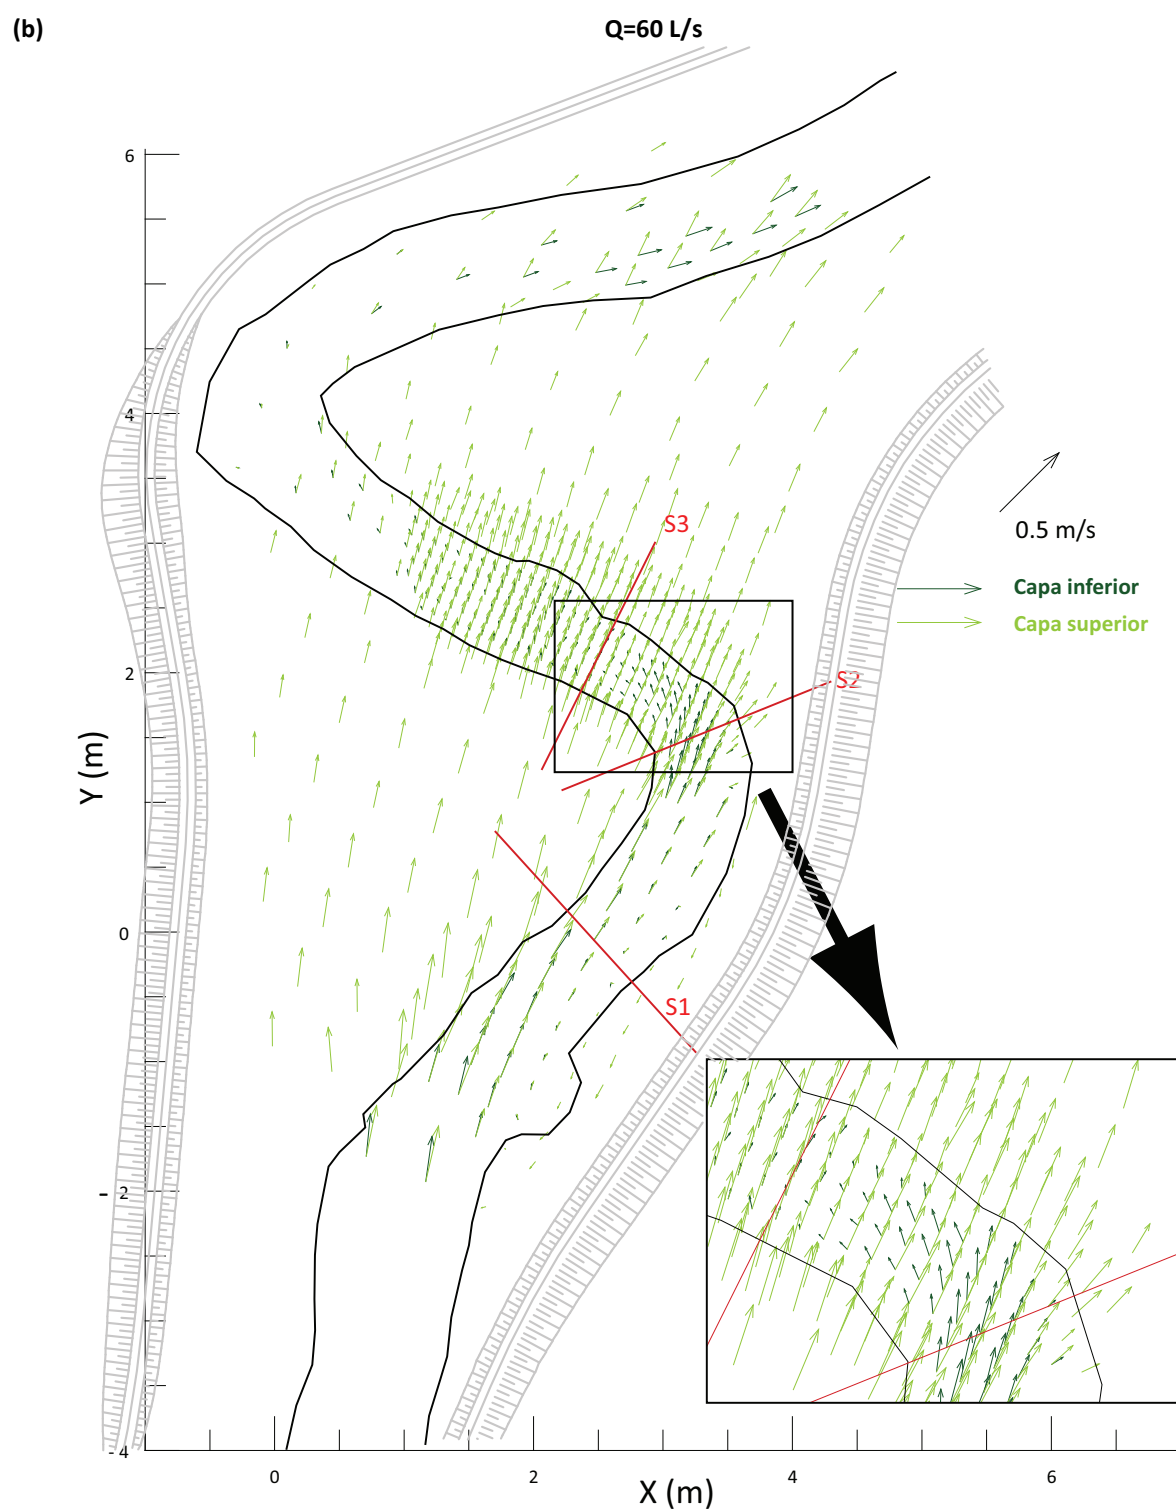 (b)
Q=60 L/s
6
4
S3
0.5 m/s
Capa inferior
Capa superior
2
S2
Y (m)
0
S1
- 2
- 4
0
2
4
6
X (m)